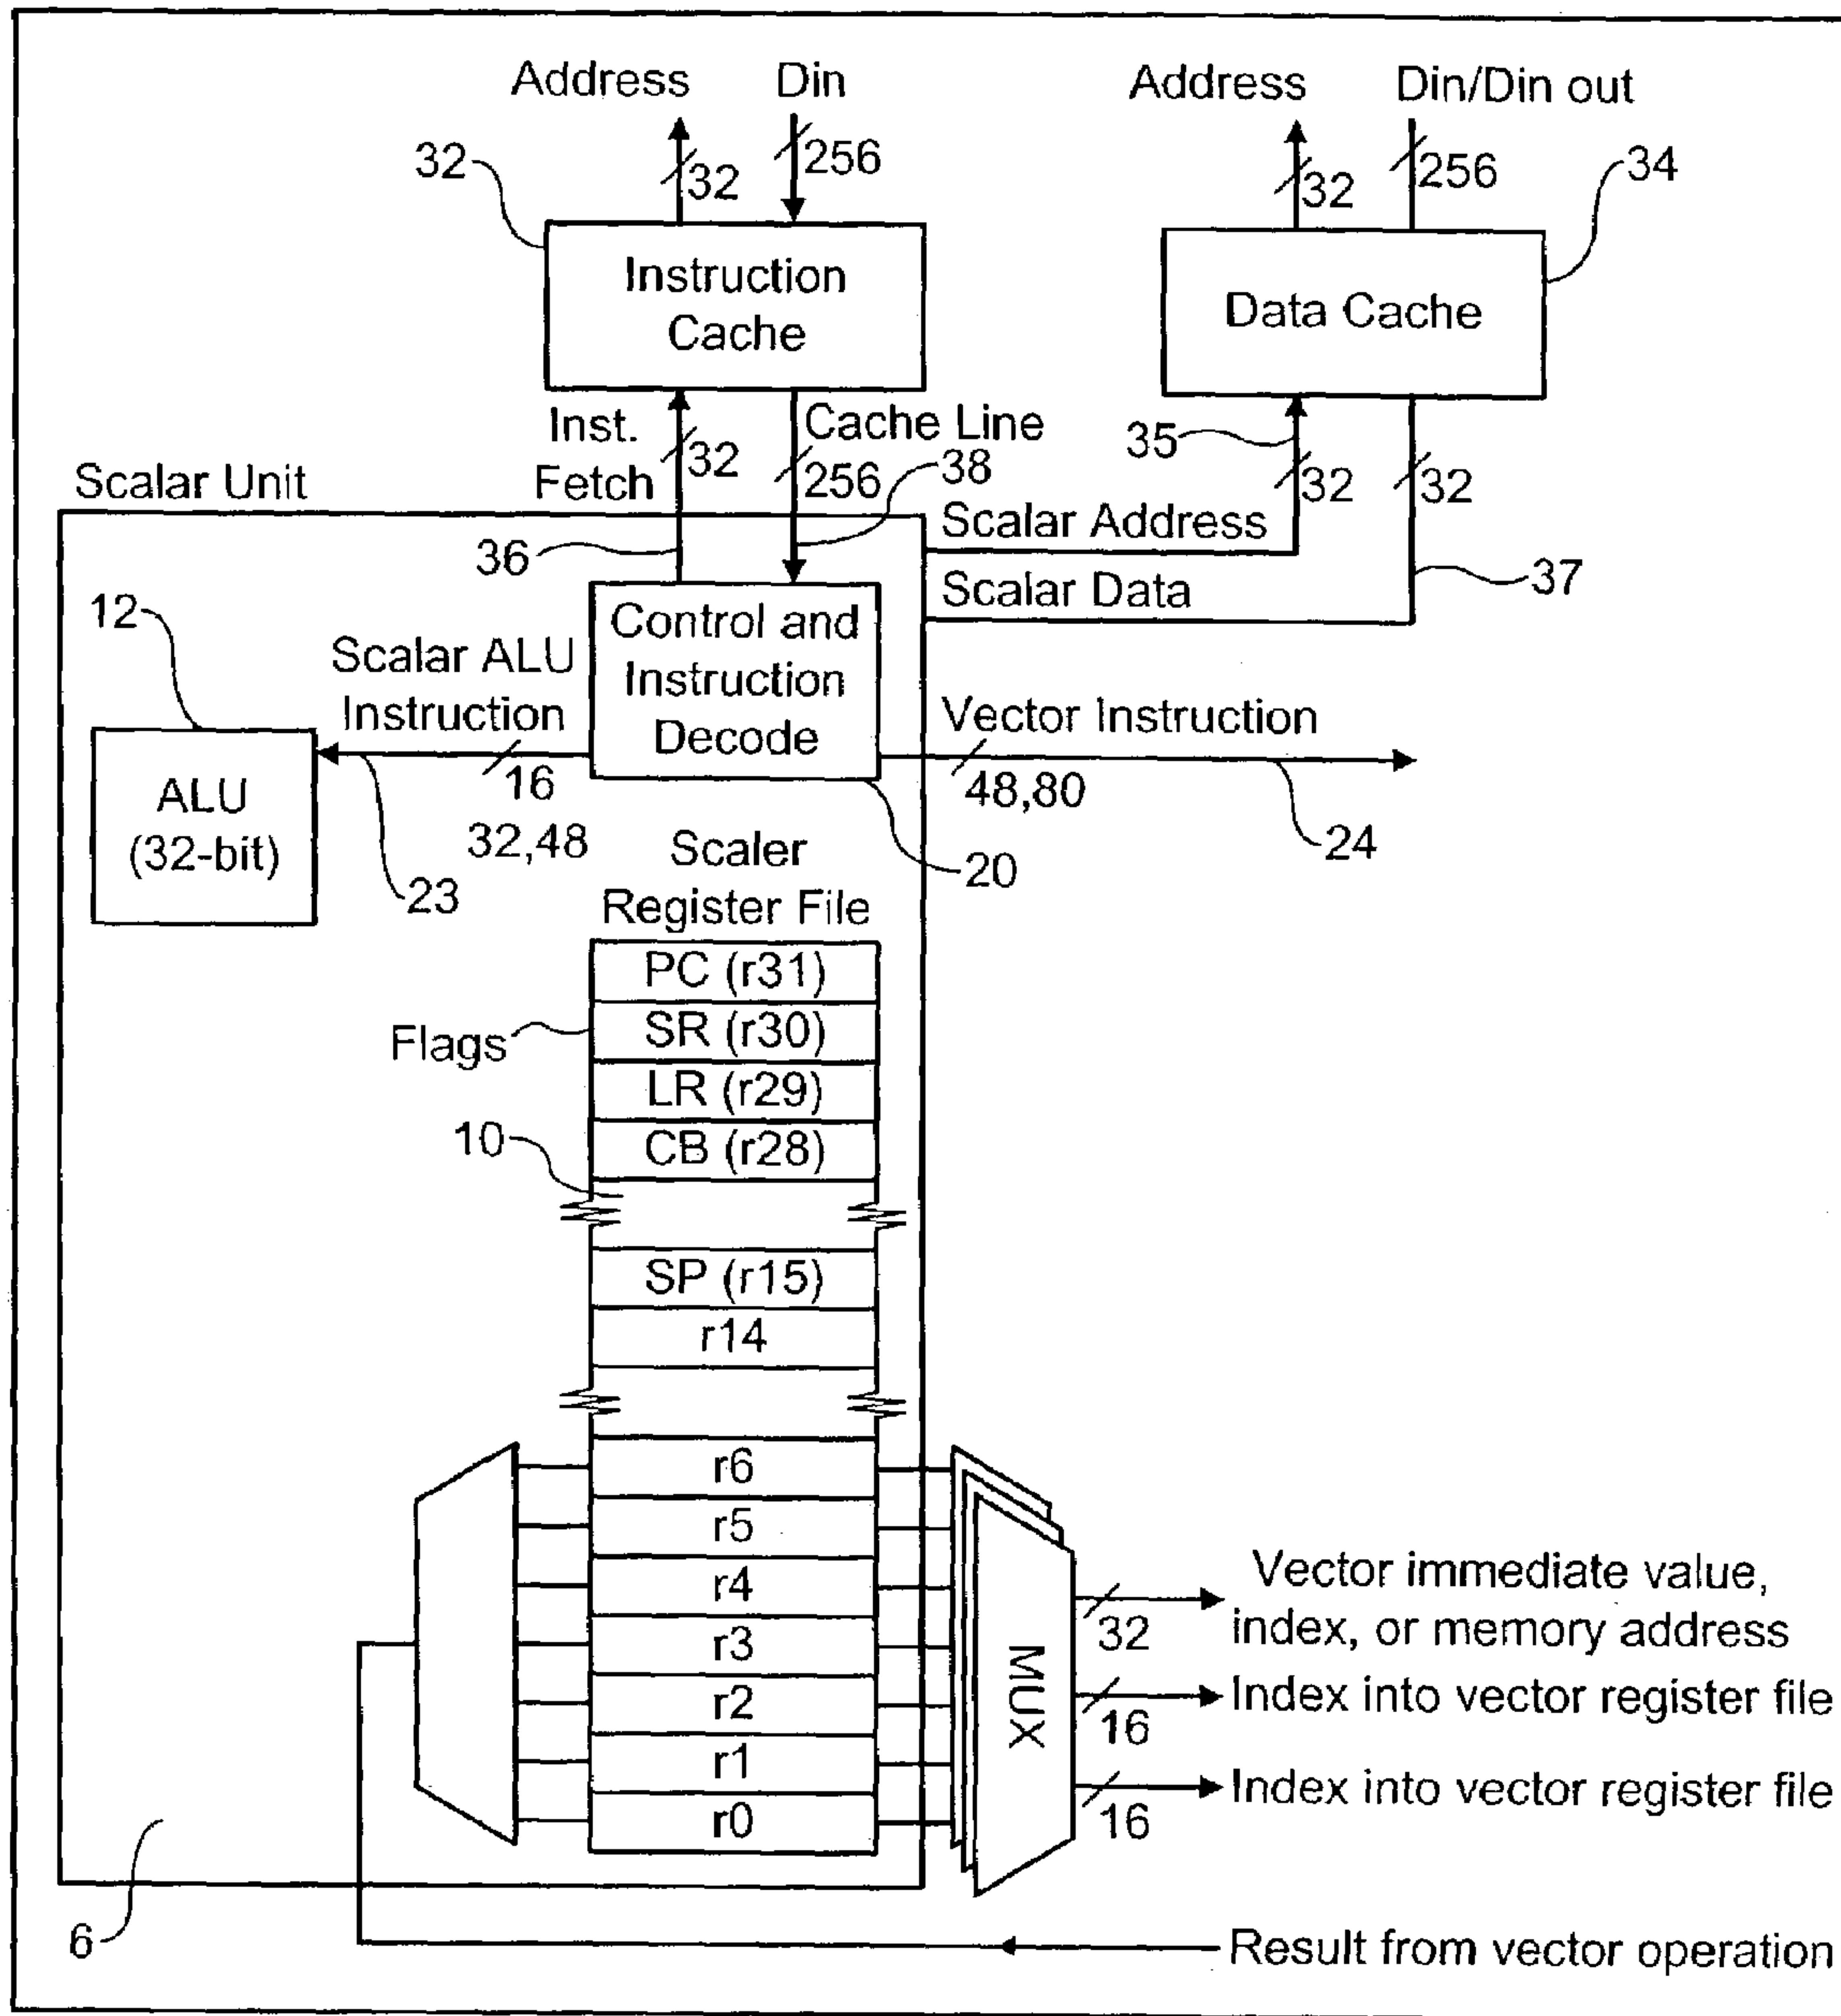 Address
Din
Address
Din/Din out
32
32
256
32
256
34
Instruction
Cache
Data Cache
Inst.
Fetch
32
Cache Line
256
38
35
32
32
Scalar Unit
36
Scalar Address
Scalar Data
37
12
Scalar ALU
Instruction
16
32,48
23
Control and
Instruction
Decode
Vector Instruction
48,80
24
20
ALU
(32-bit)
Scaler
Register File
PC (r31)
Flags
SR (r30)
LR (r29)
10
CB (r28)
SP (r15)
r14
r6
r5
r4
r3
r2
r1
r0
MUX
32
Vector immediate value,
index, or memory address
16
Index into vector register file
16
Index into vector register file
6
Result from vector operation